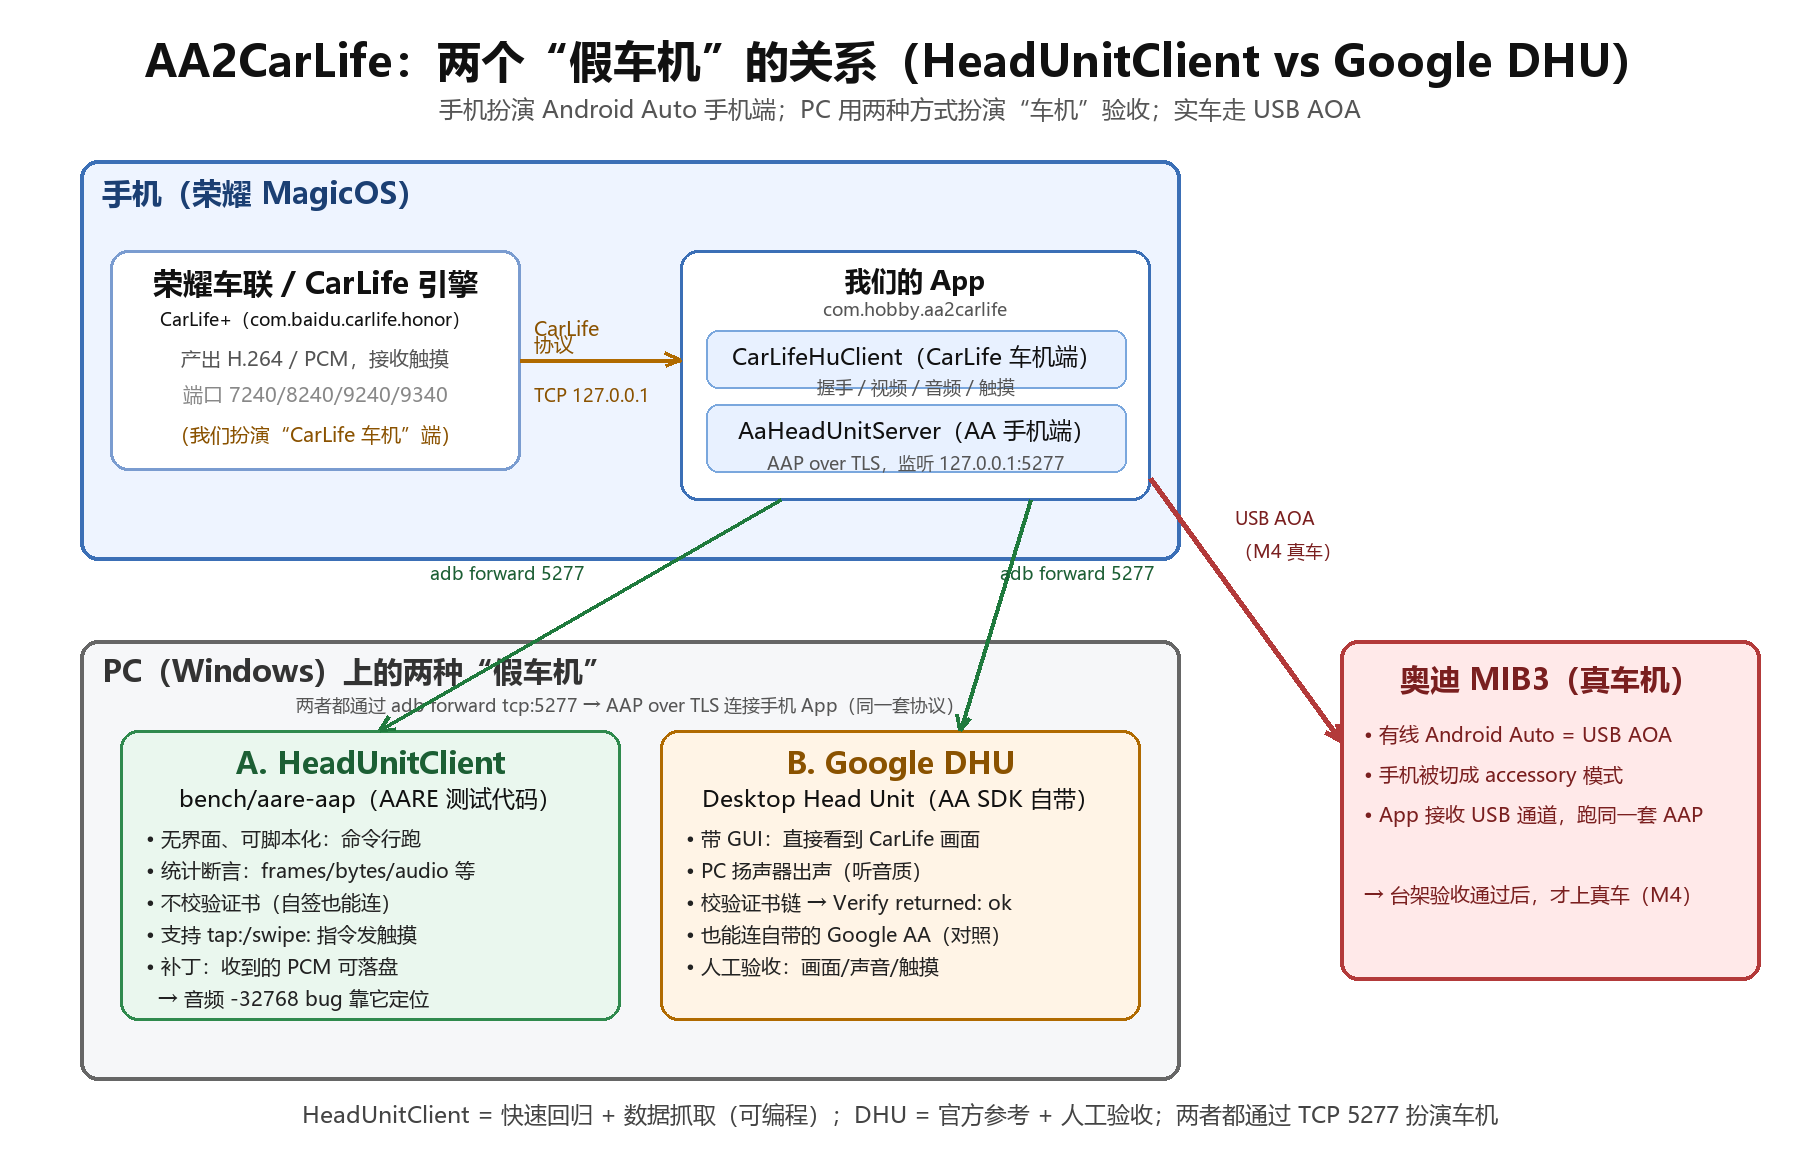 AA2CarLife：两个“假车机”的关系（HeadUnitClient vs Google DHU）
手机扮演 Android Auto 手机端；PC 用两种方式扮演“车机”验收；实车走 USB AOA
手机（荣耀 MagicOS）
荣耀车联 / CarLife 引擎
CarLife+（com.baidu.carlife.honor）
产出 H.264 / PCM，接收触摸
端口 7240/8240/9240/9340
(我们扮演“CarLife 车机”端)
CarLife
协议
TCP 127.0.0.1
我们的 App
com.hobby.aa2carlife
CarLifeHuClient（CarLife 车机端）
握手 / 视频 / 音频 / 触摸
AaHeadUnitServer（AA 手机端）
AAP over TLS，监听 127.0.0.1:5277
USB AOA
（M4 真车）
adb forward 5277
adb forward 5277
PC（Windows）上的两种“假车机”
两者都通过 adb forward tcp:5277 → AAP over TLS 连接手机 App（同一套协议）
A. HeadUnitClient
bench/aare-aap（AARE 测试代码）
• 无界面、可脚本化：命令行跑
• 统计断言：frames/bytes/audio 等
• 不校验证书（自签也能连）
• 支持 tap:/swipe: 指令发触摸
• 补丁：收到的 PCM 可落盘
→ 音频 -32768 bug 靠它定位
B. Google DHU
Desktop Head Unit（AA SDK 自带）
• 带 GUI：直接看到 CarLife 画面
• PC 扬声器出声（听音质）
• 校验证书链 → Verify returned: ok
• 也能连自带的 Google AA（对照）
• 人工验收：画面/声音/触摸
奥迪 MIB3（真车机）
• 有线 Android Auto = USB AOA
• 手机被切成 accessory 模式
• App 接收 USB 通道，跑同一套 AAP
→ 台架验收通过后，才上真车（M4）
HeadUnitClient = 快速回归 + 数据抓取（可编程）；DHU = 官方参考 + 人工验收；两者都通过 TCP 5277 扮演车机